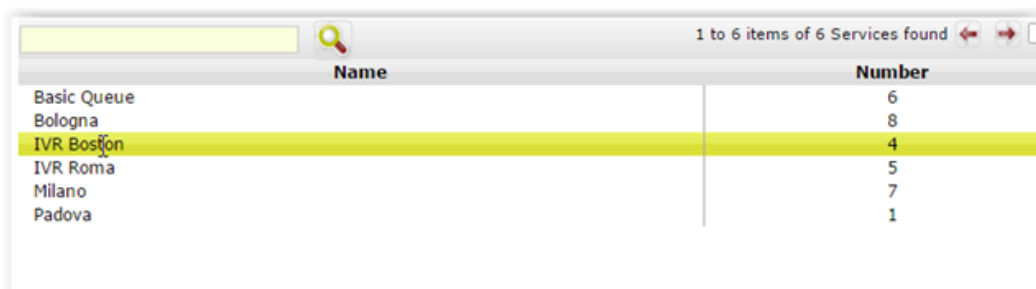 1 to 6 items of 6 Services found
Name Number
Basic Queue 6
Bologna 8
IVR Boston 4
IVR Roma 5
Milano 7
Padova 1